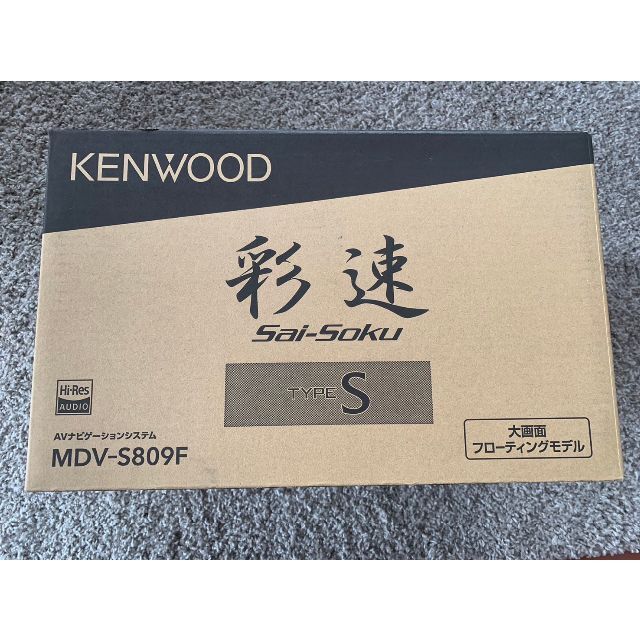 KENWOOD
彩速
Sai-Soku
TYPE S
Hi-Res
AUDIO
AVナビゲーションシステム
MDV-S809F
大画面
フローティングモデル